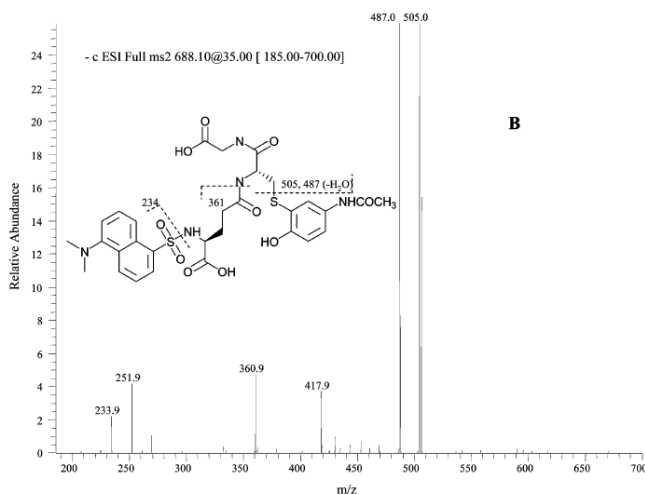 487.0 505.0
- c ESI Full ms2 688.10@35.00 [ 185.00-700.00]
B
O
HO
N
O
N
505, 487 (-H2O)
234
361
S
NHCOCH3
O
O
NH
S
O
HO
N
O
OH
360.9
251.9
417.9
233.9
Relative Abundance
24
22
20
18
16
14
12
10
8
6
4
2
0
200 250 300 350 400 450 500 550 600 650 700
m/z